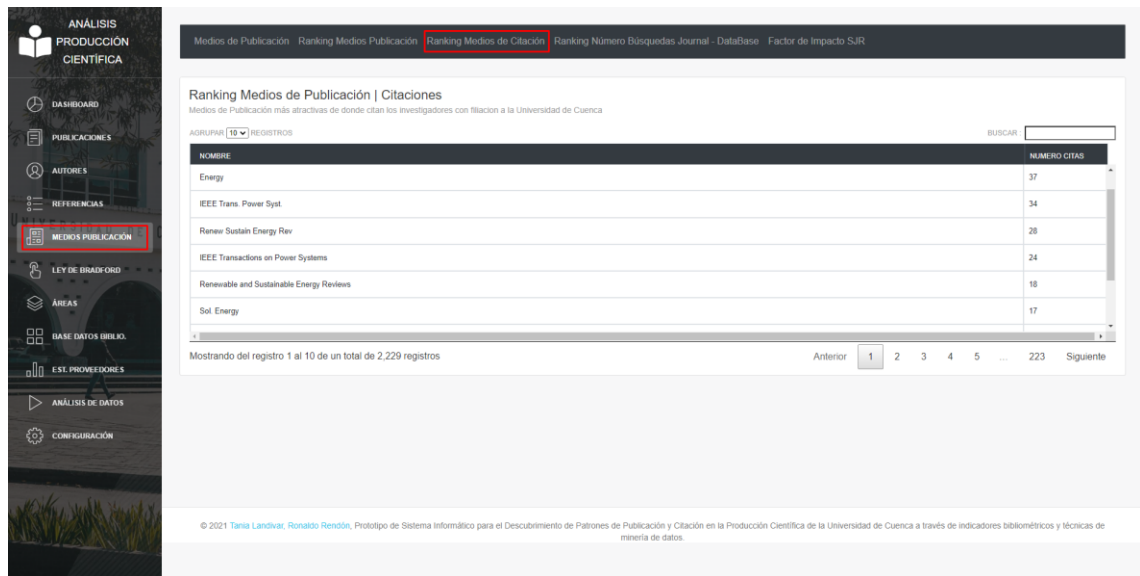 ANÁLISIS
PRODUCCIÓN
CIENTÍFICA
DASHBOARD
PUBLICACIONES
AUTORES
REFERENCIAS
MEDIOS PUBLICACIÓN
LEY DE BRADFORD
ÁREAS
BASE DATOS BIBLIO.
EST. PROVEEDORES
ANÁLISIS DE DATOS
CONFIGURACIÓN
Medios de Publicación Ranking Medios Publicación Ranking Medios de Citación Ranking Número Búsquedas Journal - DataBase Factor de Impacto SJR
Ranking Medios de Publicación | Citaciones
Medios de Publicación más atractivas de donde citan los investigadores con filiacion a la Universidad de Cuenca
AGRUPAR 10 REGISTROS BUSCAR :
NOMBRE NUMERO CITAS
Energy 37
IEEE Trans. Power Syst. 34
Renew Sustain Energy Rev 28
IEEE Transactions on Power Systems 24
Renewable and Sustainable Energy Reviews 18
Sol. Energy 17
Mostrando del registro 1 al 10 de un total de 2,229 registros Anterior 1 2 3 4 5 ... 223 Siguiente
© 2021 Tania Landivar, Ronaldo Rendón, Prototipo de Sistema Informático para el Descubrimiento de Patrones de Publicación y Citación en la Producción Científica de la Universidad de Cuenca a través de indicadores bibliométricos y técnicas de
minería de datos.